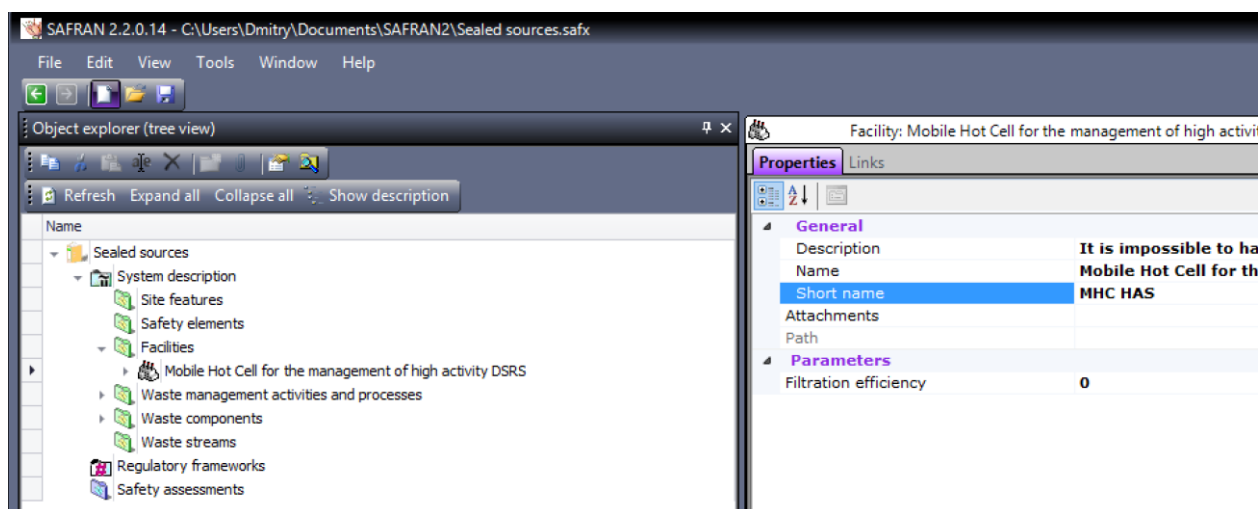 SAFRAN 2.2.0.14 - C:\Users\Dmitry\Documents\SAFRAN2\Sealed sources.safx
File Edit View Tools Window Help
Object explorer (tree view)
Refresh Expand all Collapse all Show description
Name
Sealed sources
System description
Site features
Safety elements
Facilities
Mobile Hot Cell for the management of high activity DSRS
Waste management activities and processes
Waste components
Waste streams
Regulatory frameworks
Safety assessments
Facility: Mobile Hot Cell for the management of high activit
Properties Links
General
Description It is impossible to ha
Name Mobile Hot Cell for th
Short name MHC HAS
Attachments
Path
Parameters
Filtration efficiency 0